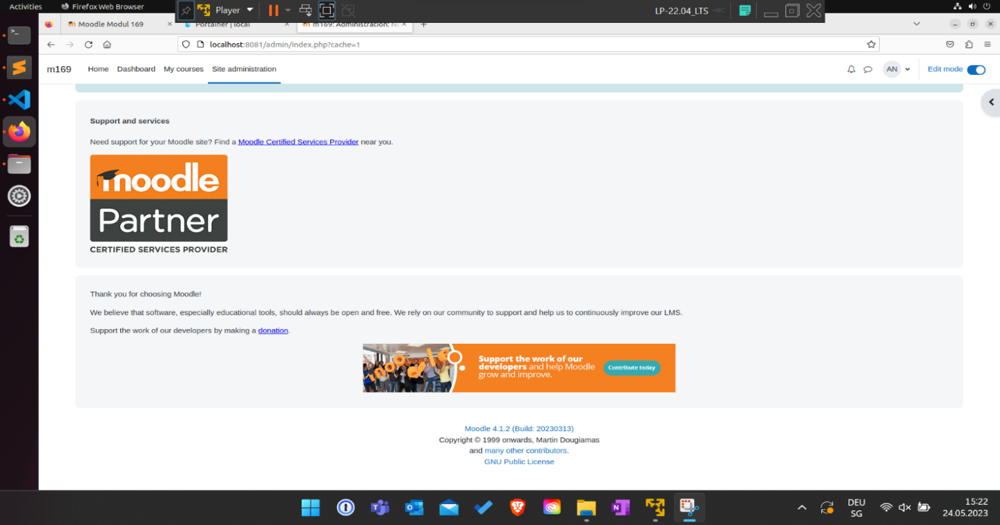 Activities
Firefox Web Browser
Player
LP-22.04_LTS
Moodle Modul 169
Portainer | local
m169: Administration: No
localhost:8081/admin/index.php?cache=1
m169
Home
Dashboard
My courses
Site administration
AN
Edit mode
Support and services
Need support for your Moodle site? Find a Moodle Certified Services Provider near you.
moodle
Partner
CERTIFIED SERVICES PROVIDER
Thank you for choosing Moodle!
We believe that software, especially educational tools, should always be open and free. We rely on our community to support and help us to continuously improve our LMS.
Support the work of our developers by making a donation.
moodle
Support the work of our
developers and help Moodle
grow and improve.
Contribute today
Moodle 4.1.2 (Build: 20230313)
Copyright © 1999 onwards, Martin Dougiamas
and many other contributors.
GNU Public License
DEU
SG
15:22
24.05.2023